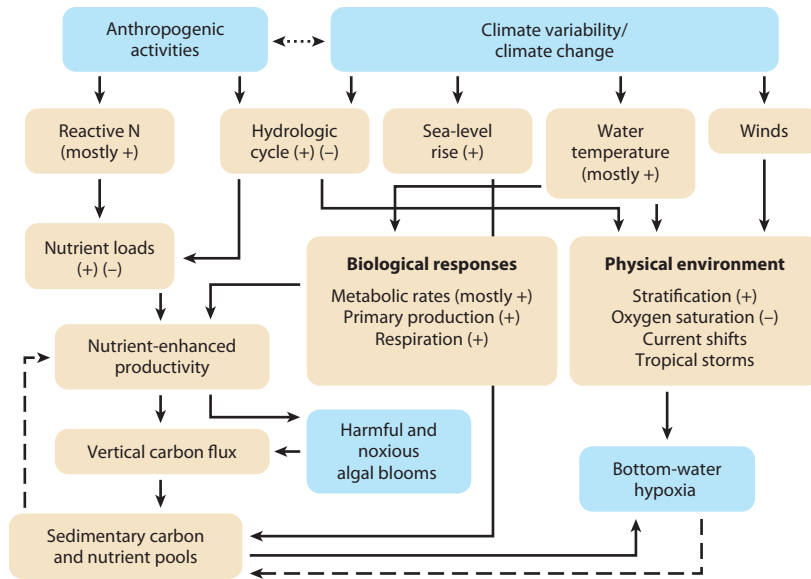 Anthropogenic
activities
Climate variability/
climate change
Reactive N
(mostly +)
Hydrologic
cycle (+) (–)
Sea-level
rise (+)
Water
temperature
(mostly +)
Winds
Nutrient loads
(+) (–)
Biological responses
Metabolic rates (mostly +)
Primary production (+)
Respiration (+)
Physical environment
Stratification (+)
Oxygen saturation (–)
Current shifts
Tropical storms
Nutrient-enhanced
productivity
Vertical carbon flux
Harmful and
noxious
algal blooms
Bottom-water
hypoxia
Sedimentary carbon
and nutrient pools